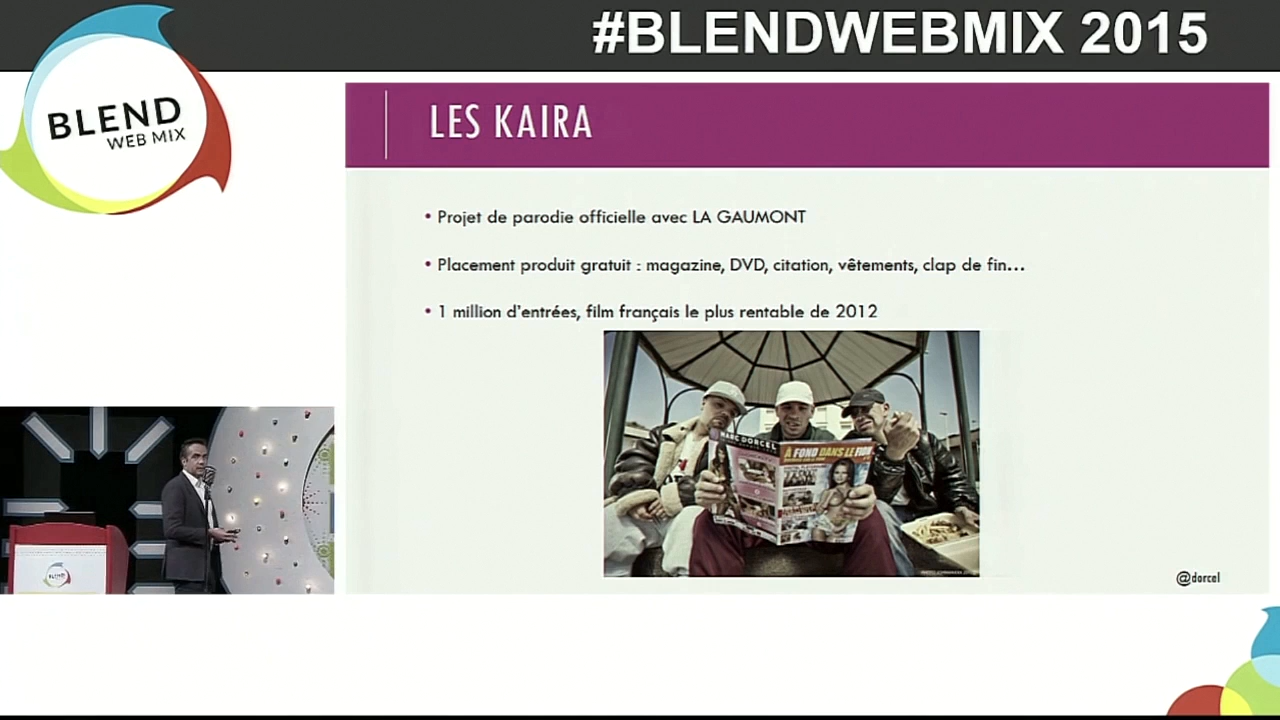 #BLENDWEBMIX 2015
BLEND
WEB MIX
LES KAIRA
• Projet de parodie officielle avec LA GAUMONT
• Placement produit gratuit : magazine, DVD, citation, vêtements, clap de fin...
• 1 million d'entrées, film français le plus rentable de 2012
MARC DORCEL
À FOND DANS LE FION
@dorcel
BLEND